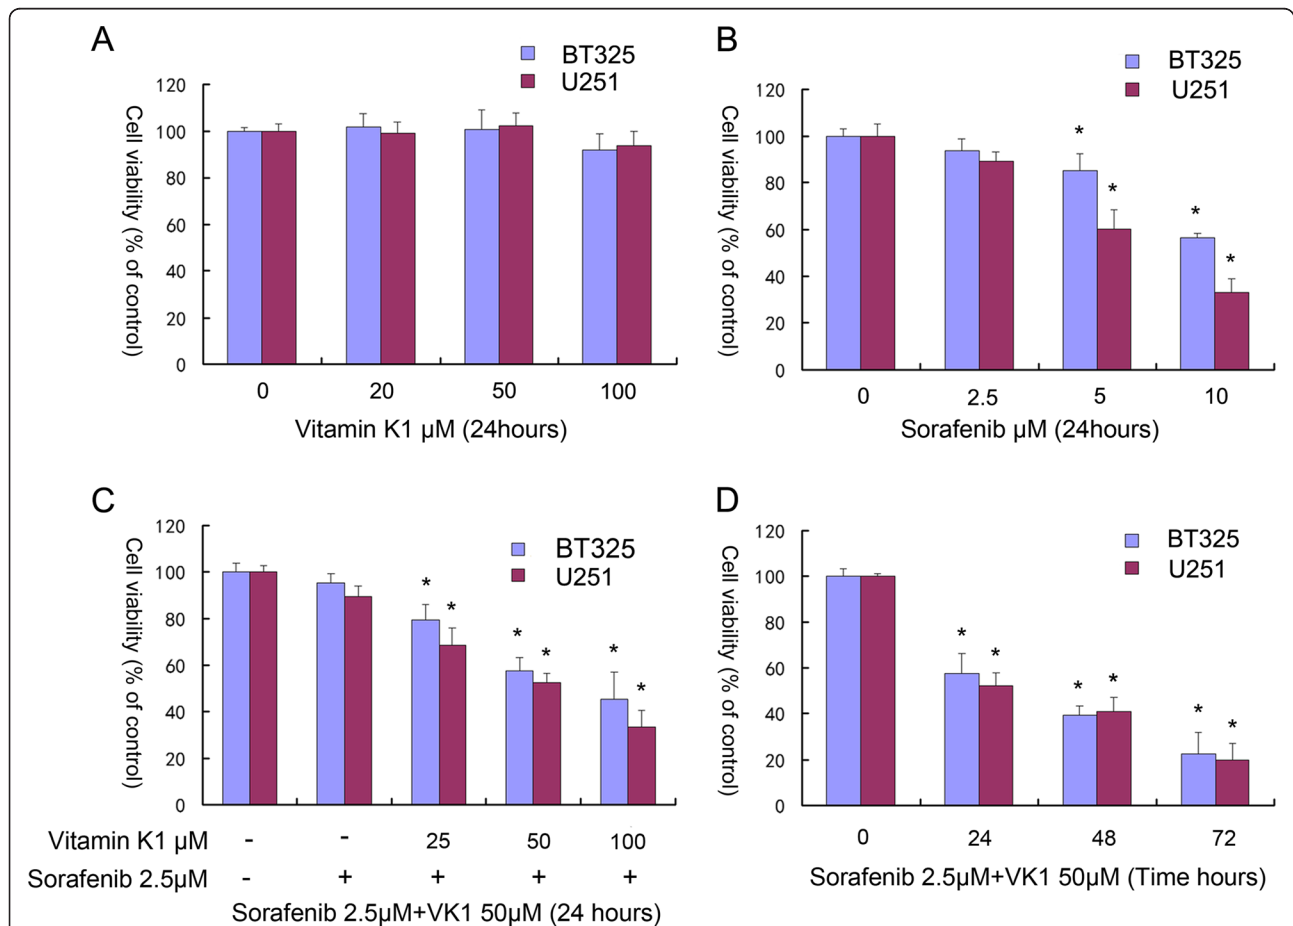 A
BT325
U251
Cell viability (% of control)
120
100
80
60
40
20
0
0 20 50 100
Vitamin K1 µM (24hours)
B
BT325
U251
Cell viability (% of control)
120
100
80
60
40
20
0
* * * *
0 2.5 5 10
Sorafenib µM (24hours)
C
BT325
U251
Cell viability (% of control)
120
100
80
60
40
20
0
* * * * * *
Vitamin K1 µM - - 25 50 100
Sorafenib 2.5µM - + + + +
Sorafenib 2.5µM+VK1 50µM (24 hours)
D
BT325
U251
Cell viability (% of control)
120
100
80
60
40
20
0
* * * * * *
0 24 48 72
Sorafenib 2.5µM+VK1 50µM (Time hours)